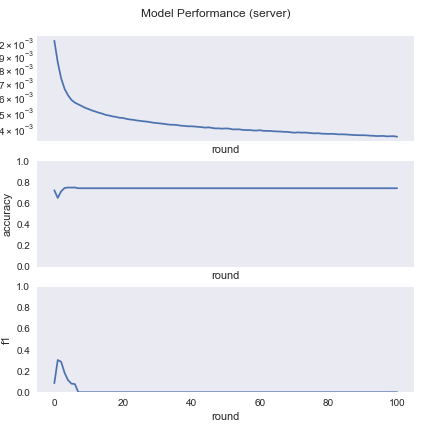 Model Performance (server)
2 × 10⁻³
9 × 10⁻³
8 × 10⁻³
7 × 10⁻³
6 × 10⁻³
5 × 10⁻³
4 × 10⁻³
round
1.0
0.8
0.6
0.4
0.2
0.0
accuracy
round
1.0
0.8
0.6
0.4
0.2
0.0
f1
0 20 40 60 80 100
round